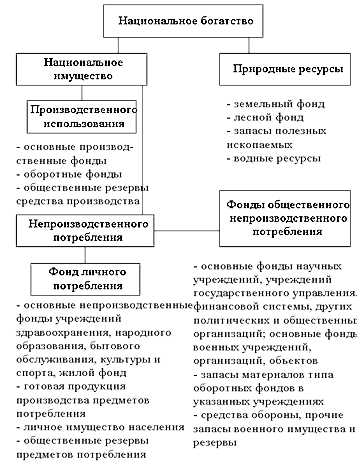 Национальное богатство
Национальное
имущество
Природные ресурсы
Производственного
использования
- земельный фонд
- лесной фонд
- запасы полезных
ископаемых
- водные ресурсы
- основные производ-
ственные фонды
- оборотные фонды
- общественные резервы
средства производства
Непроизводственного
потребления
Фонды общественного
непроизводственного
потребления
Фонд личного
потребления
- основные непроизводственные
фонды учреждений
здравоохранения, народного
образования, бытового
обслуживания, культуры и
спорта, жилой фонд
- готовая продукция
производства предметов
потребления
- личное имущество населения
- общественные резервы
предметов потребления
- основные фонды научных
учреждений, учреждений
государственного управления,
финансовой системы, других
политических и общественных
организаций; основные фонды
военных учреждений,
организаций, объектов
- запасы материалов типа
оборотных фондов в
указанных учреждениях
- средства обороны, прочие
запасы военного имущества и
резервы